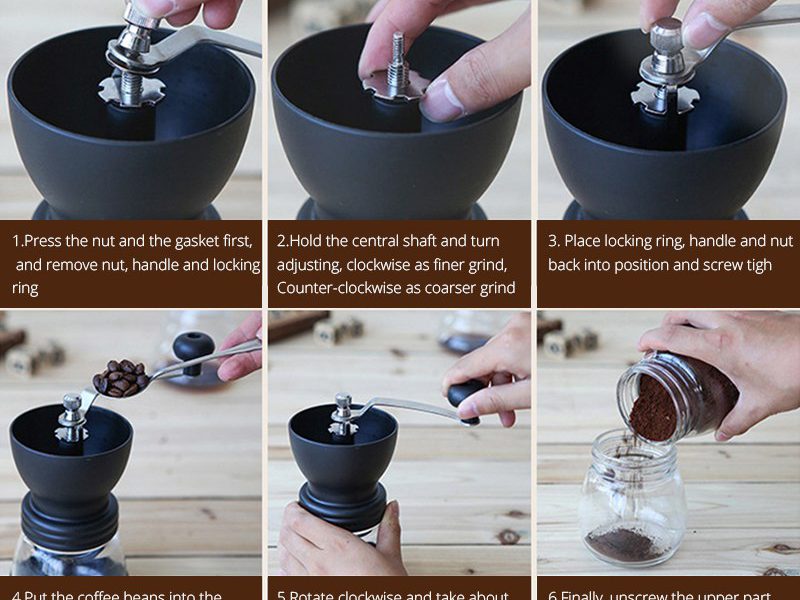 1.Press the nut and the gasket first,
and remove nut, handle and locking
ring
2.Hold the central shaft and turn
adjusting, clockwise as finer grind,
Counter-clockwise as coarser grind
3. Place locking ring, handle and nut
back into position and screw tigh
4.Put the coffee beans into the
5.Rotate clockwise and take about
6.Finally, unscrew the upper part